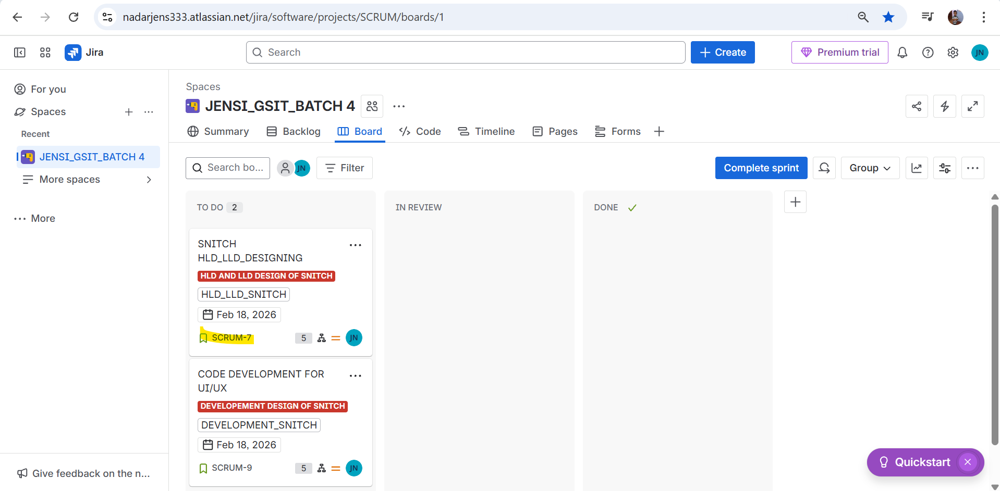 nadarjens333.atlassian.net/jira/software/projects/SCRUM/boards/1
Jira
Search
Create
Premium trial
JN
For you
Spaces
Recent
JENSI_GSIT_BATCH 4
More spaces
More
Give feedback on the n...
Spaces
JENSI_GSIT_BATCH 4
Summary
Backlog
Board
Code
Timeline
Pages
Forms
Search bo...
JN
Filter
Complete sprint
Group
TO DO 2
SNITCH
HLD_LLD_DESIGNING
HLD AND LLD DESIGN OF SNITCH
HLD_LLD_SNITCH
Feb 18, 2026
SCRUM-7 5 JN
CODE DEVELOPMENT FOR
UI/UX
DEVELOPEMENT DESIGN OF SNITCH
DEVELOPMENT_SNITCH
Feb 18, 2026
SCRUM-9 5 JN
IN REVIEW
DONE
Quickstart